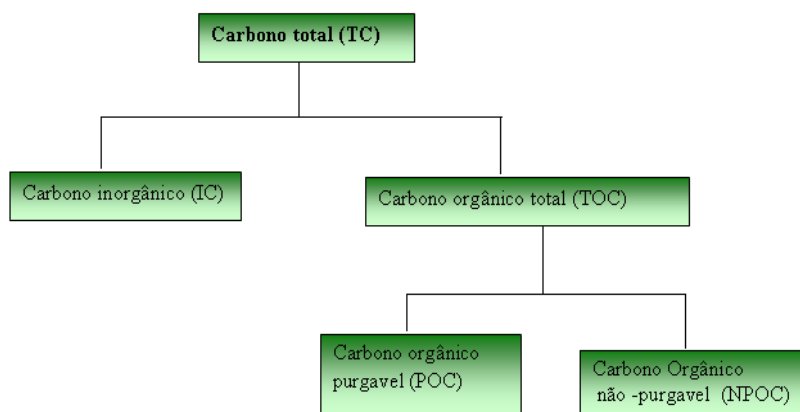 Carbono total (TC)
Carbono inorgânico (IC)
Carbono orgânico total (TOC)
Carbono orgânico
purgavel (POC)
Carbono Orgânico
não -purgavel (NPOC)